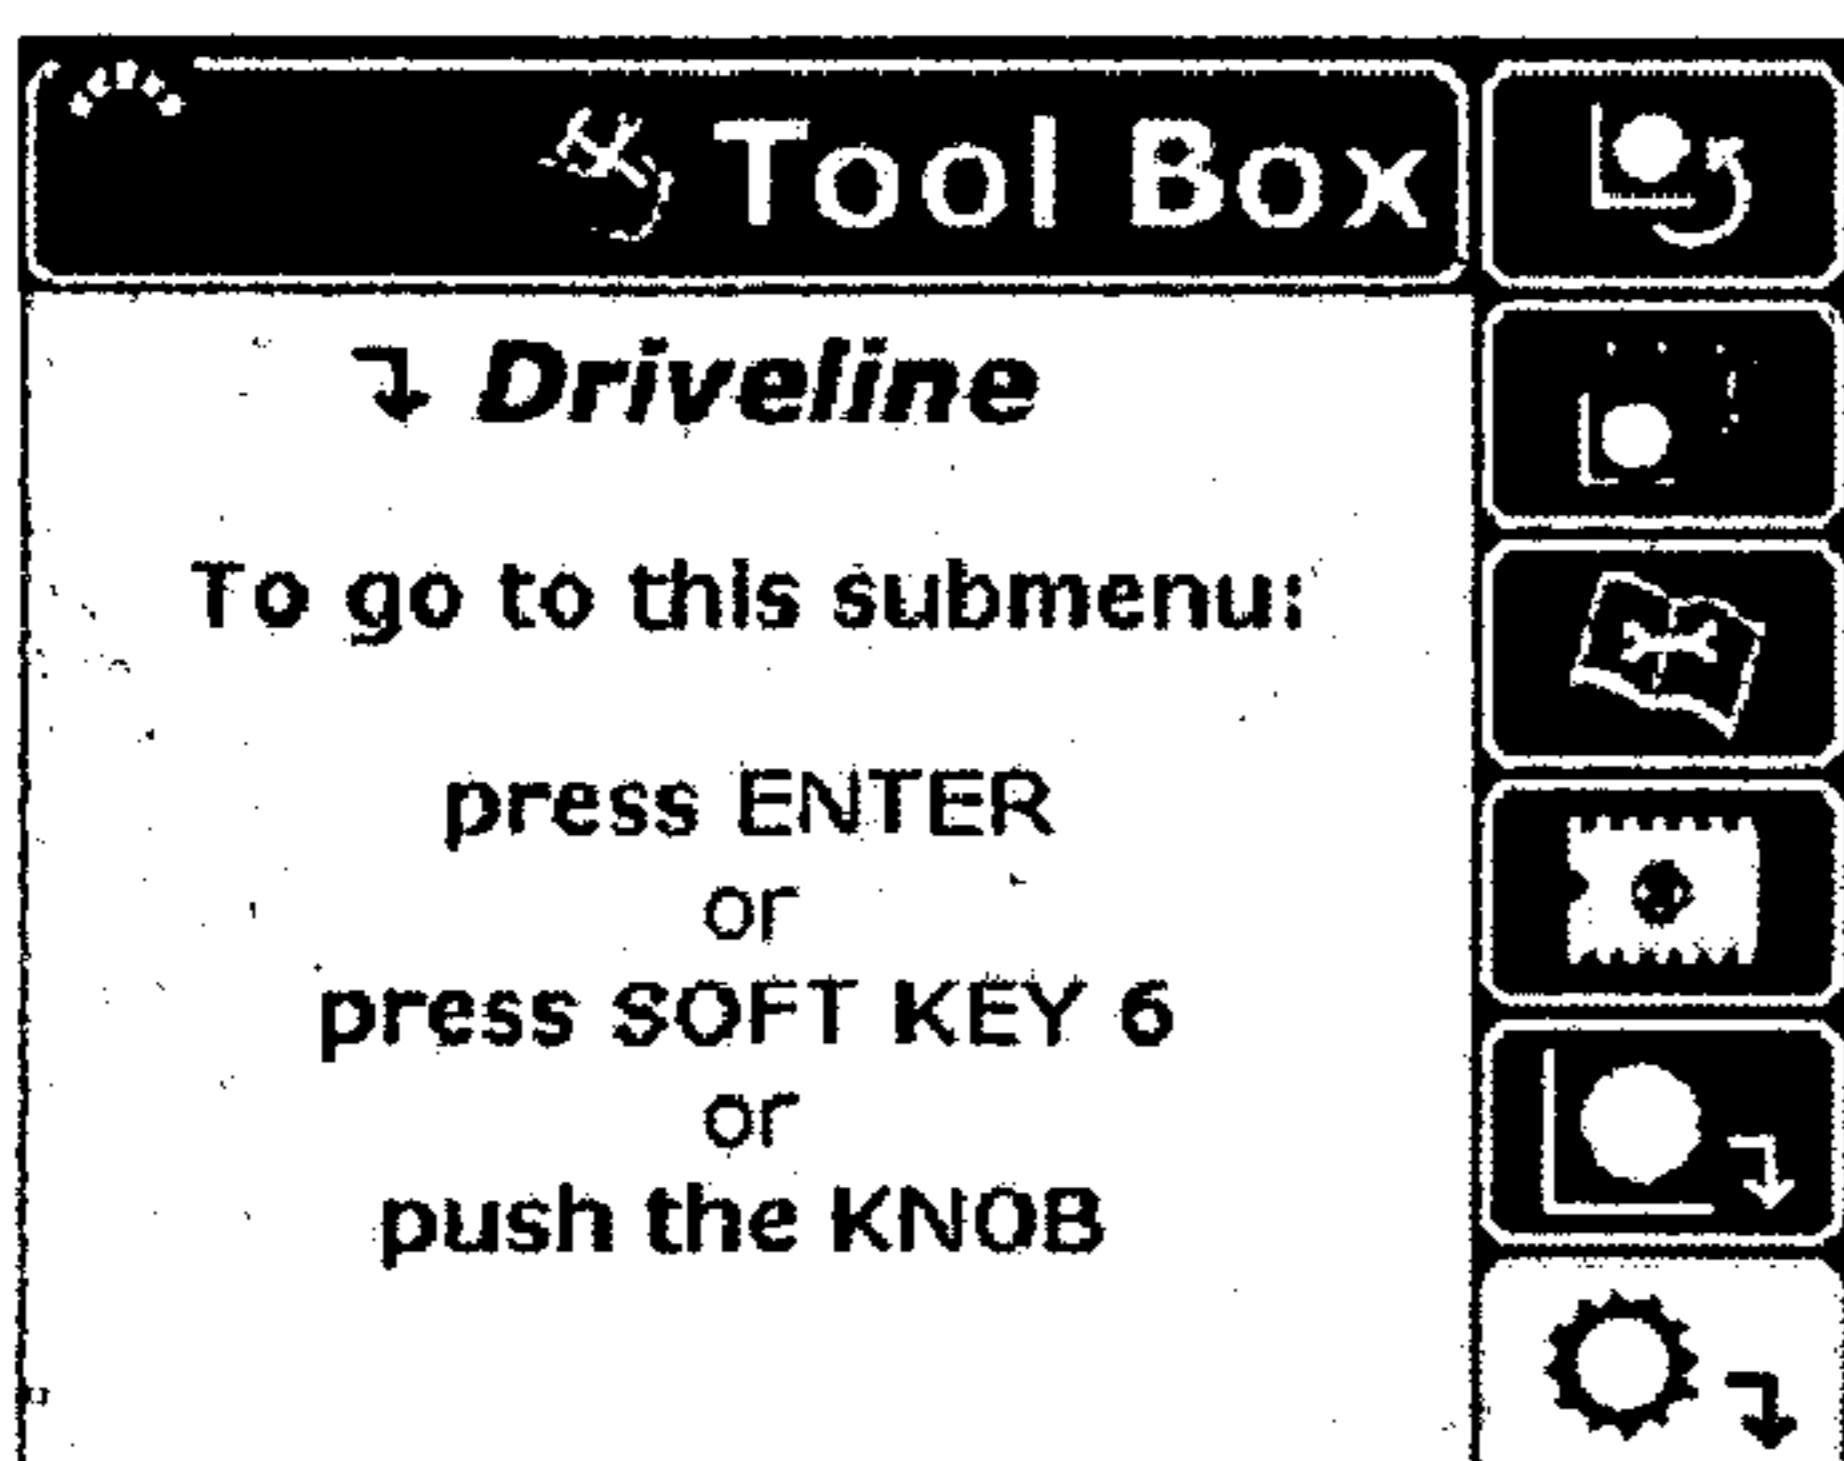 Tool Box
Driveline
To go to this submenu:
press ENTER
or
press SOFT KEY 6
or
push the KNOB